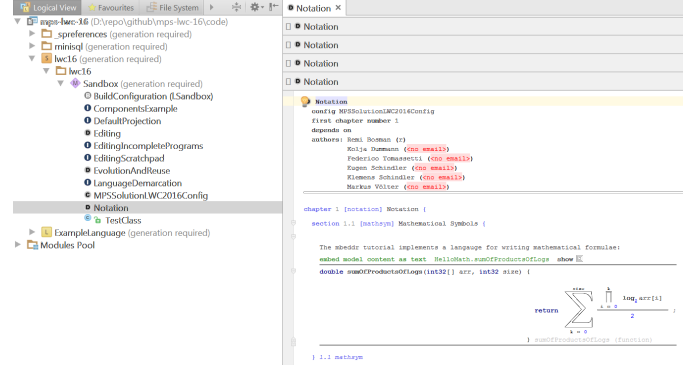 Logical View
Favourites
File System
mps-lwc-16 (D:\repo\github\mps-lwc-16\code)
_spreferences (generation required)
minisql (generation required)
lwc16 (generation required)
lwc16
Sandbox (generation required)
BuildConfiguration (LSandbox)
ComponentsExample
DefaultProjection
Editing
EditingIncompletePrograms
EditingScratchpad
EvolutionAndReuse
LanguageDemarcation
MPSSolutionLWC2016Config
Notation
TestClass
ExampleLanguage (generation required)
Modules Pool
Notation
Notation
Notation
Notation
Notation
Notation
config MPSSolutionLWC2016Config
first chapter number 1
depends on
authors: Remi Bosman (r)
Kolja Dummann (<no email>)
Federico Tomassetti (<no email>)
Eugen Schindler (<no email>)
Klemens Schindler (<no email>)
Markus Völter (<no email>)
chapter 1 [notation] Notation {
section 1.1 [mathsym] Mathematical Symbols {
The mbeddr tutorial implements a langauge for writing mathematical formulae:
embed model content as text HelloMath.sumOfProductsOfLogs show
double sumOfProductsOfLogs(int32[] arr, int32 size) {
size k
log₂ arr[i]
return ;
i = 0
2
k = 0
} sumOfProductsOfLogs (function)
} 1.1 mathsym